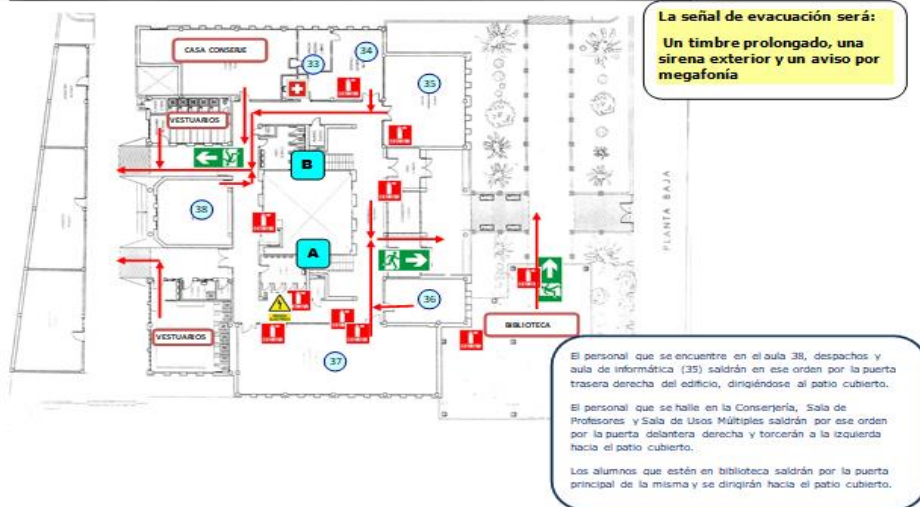 La señal de evacuación será:
Un timbre prolongado, una
sirena exterior y un aviso por
megafonía
CASA CONSERJE
33
34
35
VESTUARIOS
B
38
A
PLANTA BAJA
36
BIBLIOTECA
VESTUARIOS
37
El personal que se encuentre en el aula 38, despachos y
aula de informática (35) saldrán en ese orden por la puerta
trasera derecha del edificio, dirigiéndose al patio cubierto.
El personal que se halle en la Conserjería, Sala de
Profesores y Sala de Usos Múltiples saldrán por ese orden
por la puerta delantera derecha y torcerán a la izquierda
hacia el patio cubierto.
Los alumnos que estén en biblioteca saldrán por la puerta
principal de la misma y se dirigirán hacia el patio cubierto.